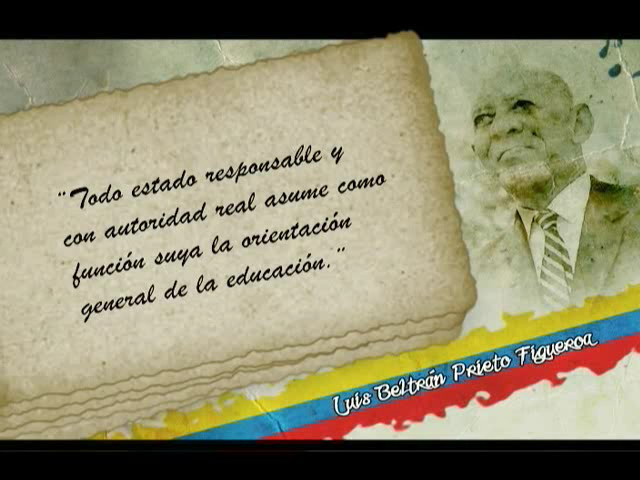 “Todo estado responsable y
con autoridad real asume como
función suya la orientación
general de la educación.”
Luis Beltrán Prieto Figueroa